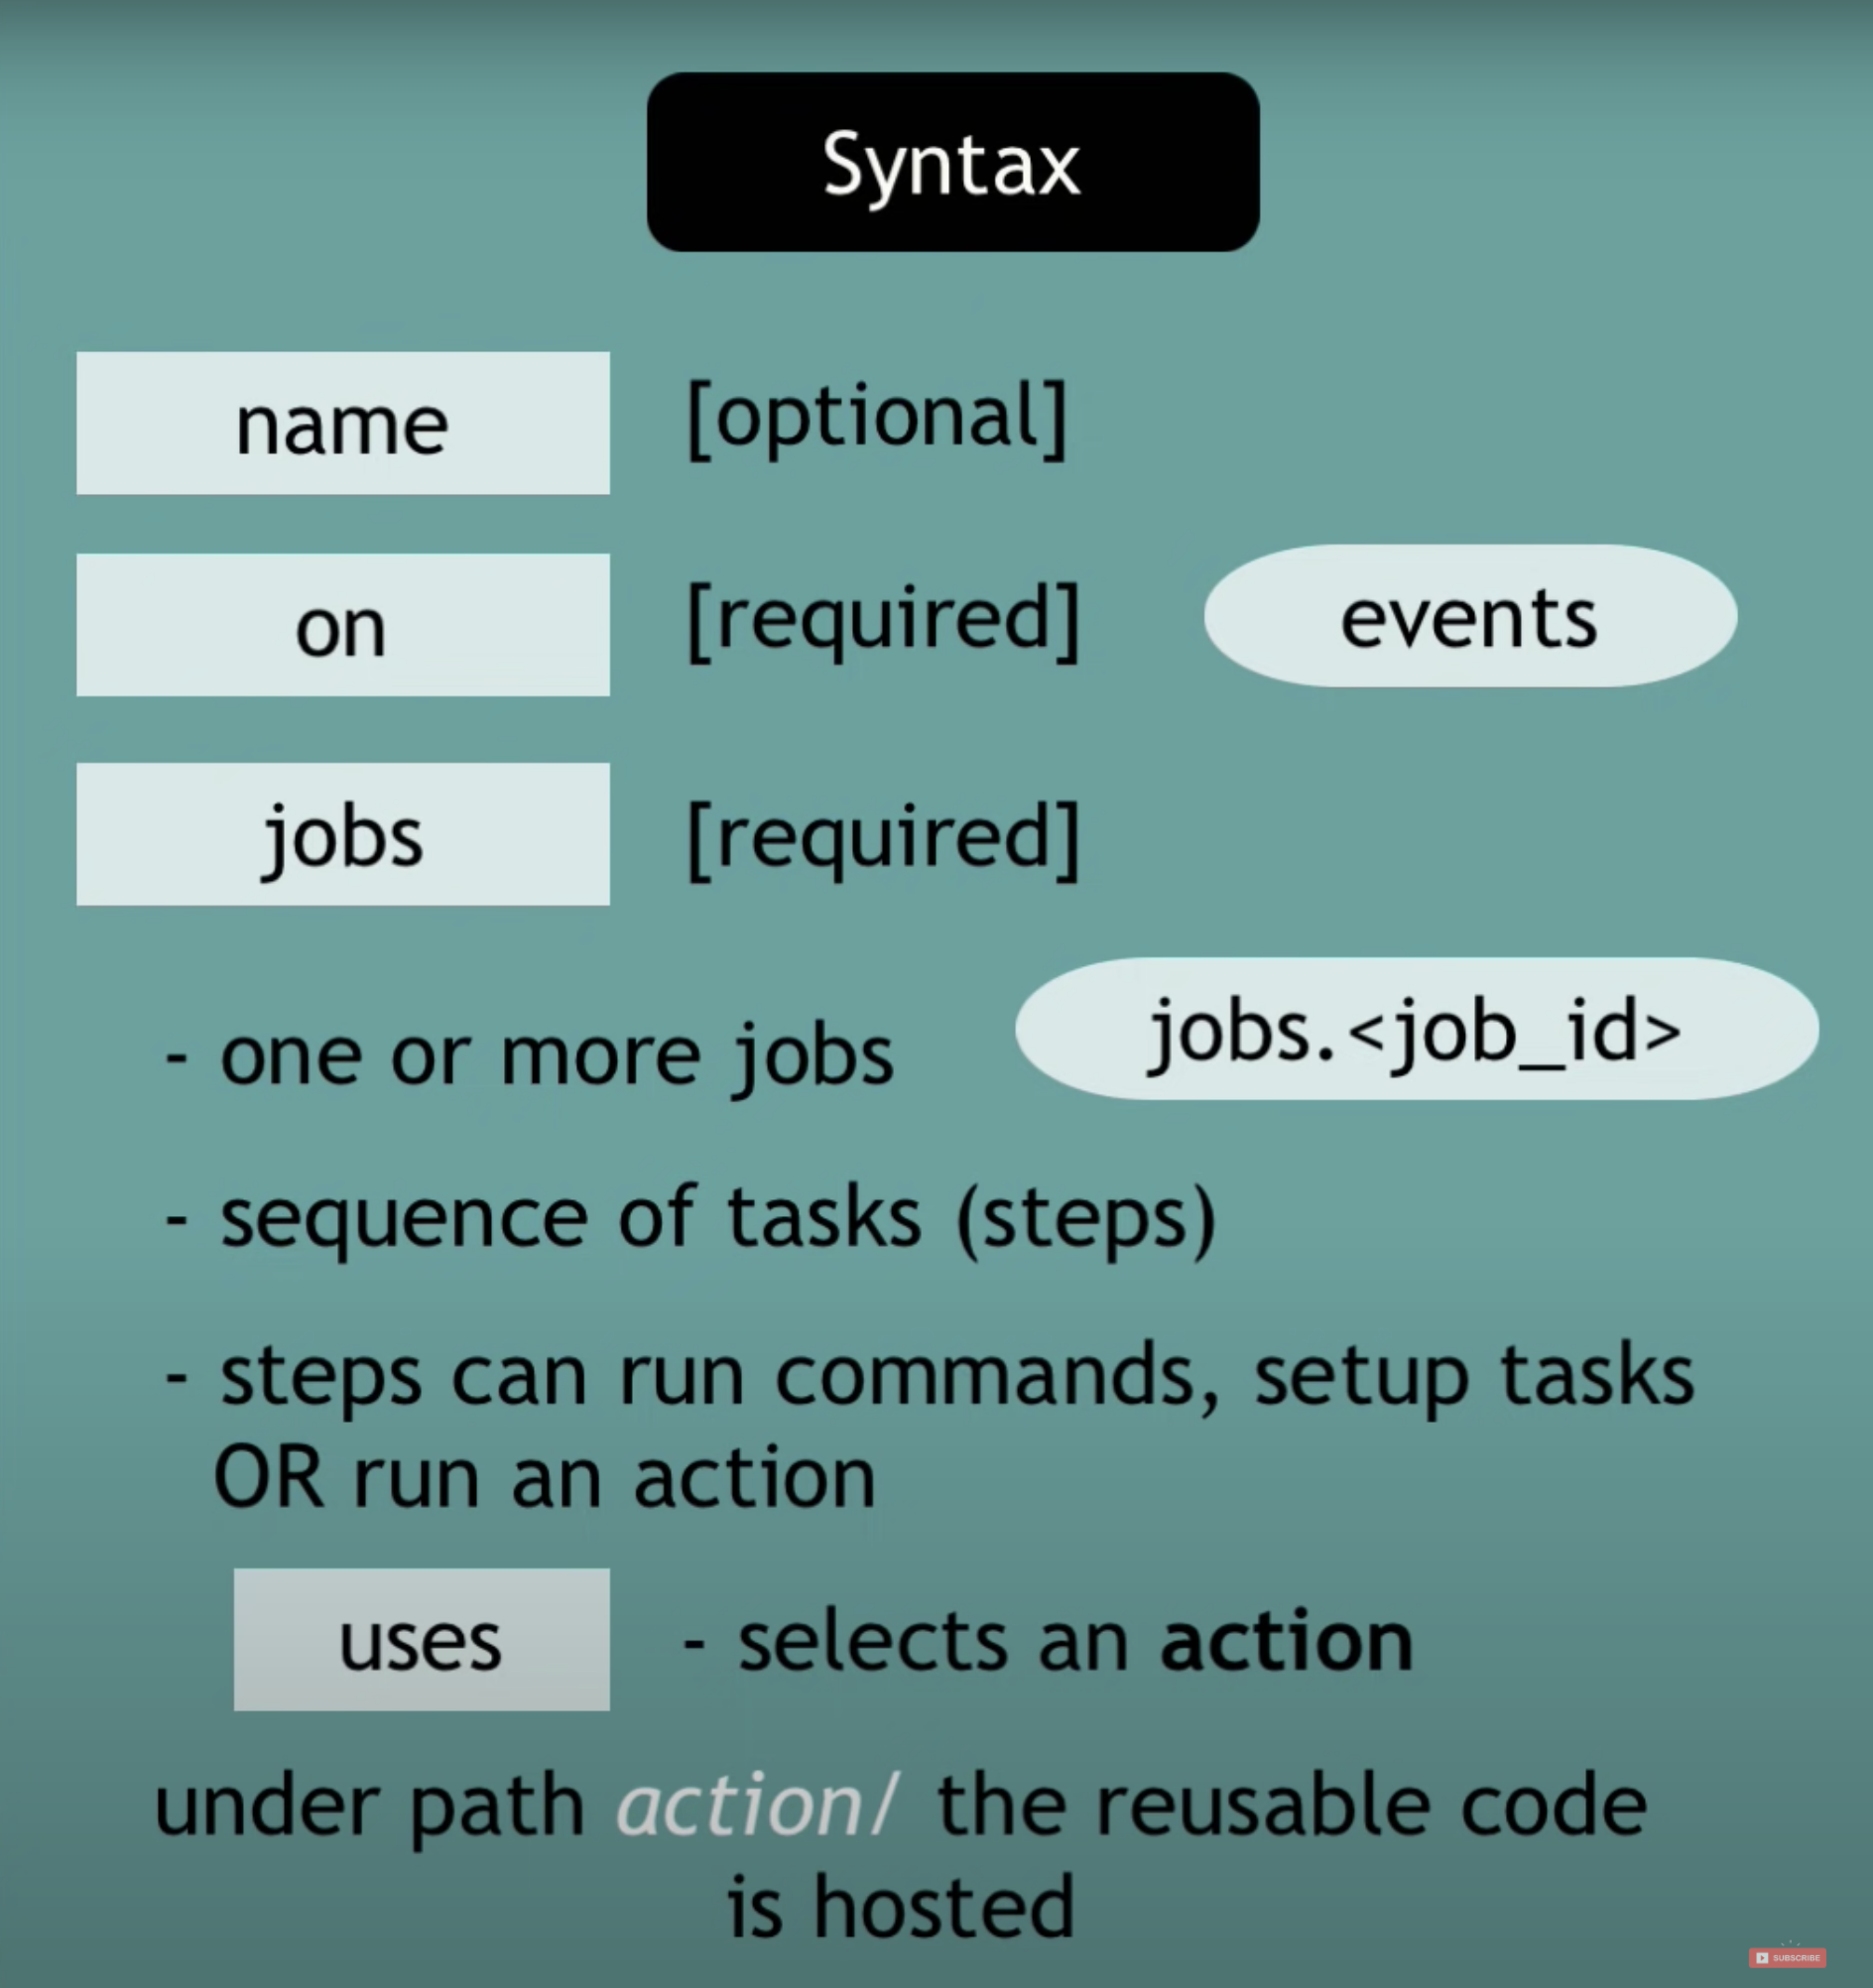 Syntax
name [optional]
on [required] events
jobs [required]
- one or more jobs jobs.<job_id>
- sequence of tasks (steps)
- steps can run commands, setup tasks
OR run an action
uses - selects an action
under path action/ the reusable code
is hosted
SUBSCRIBE